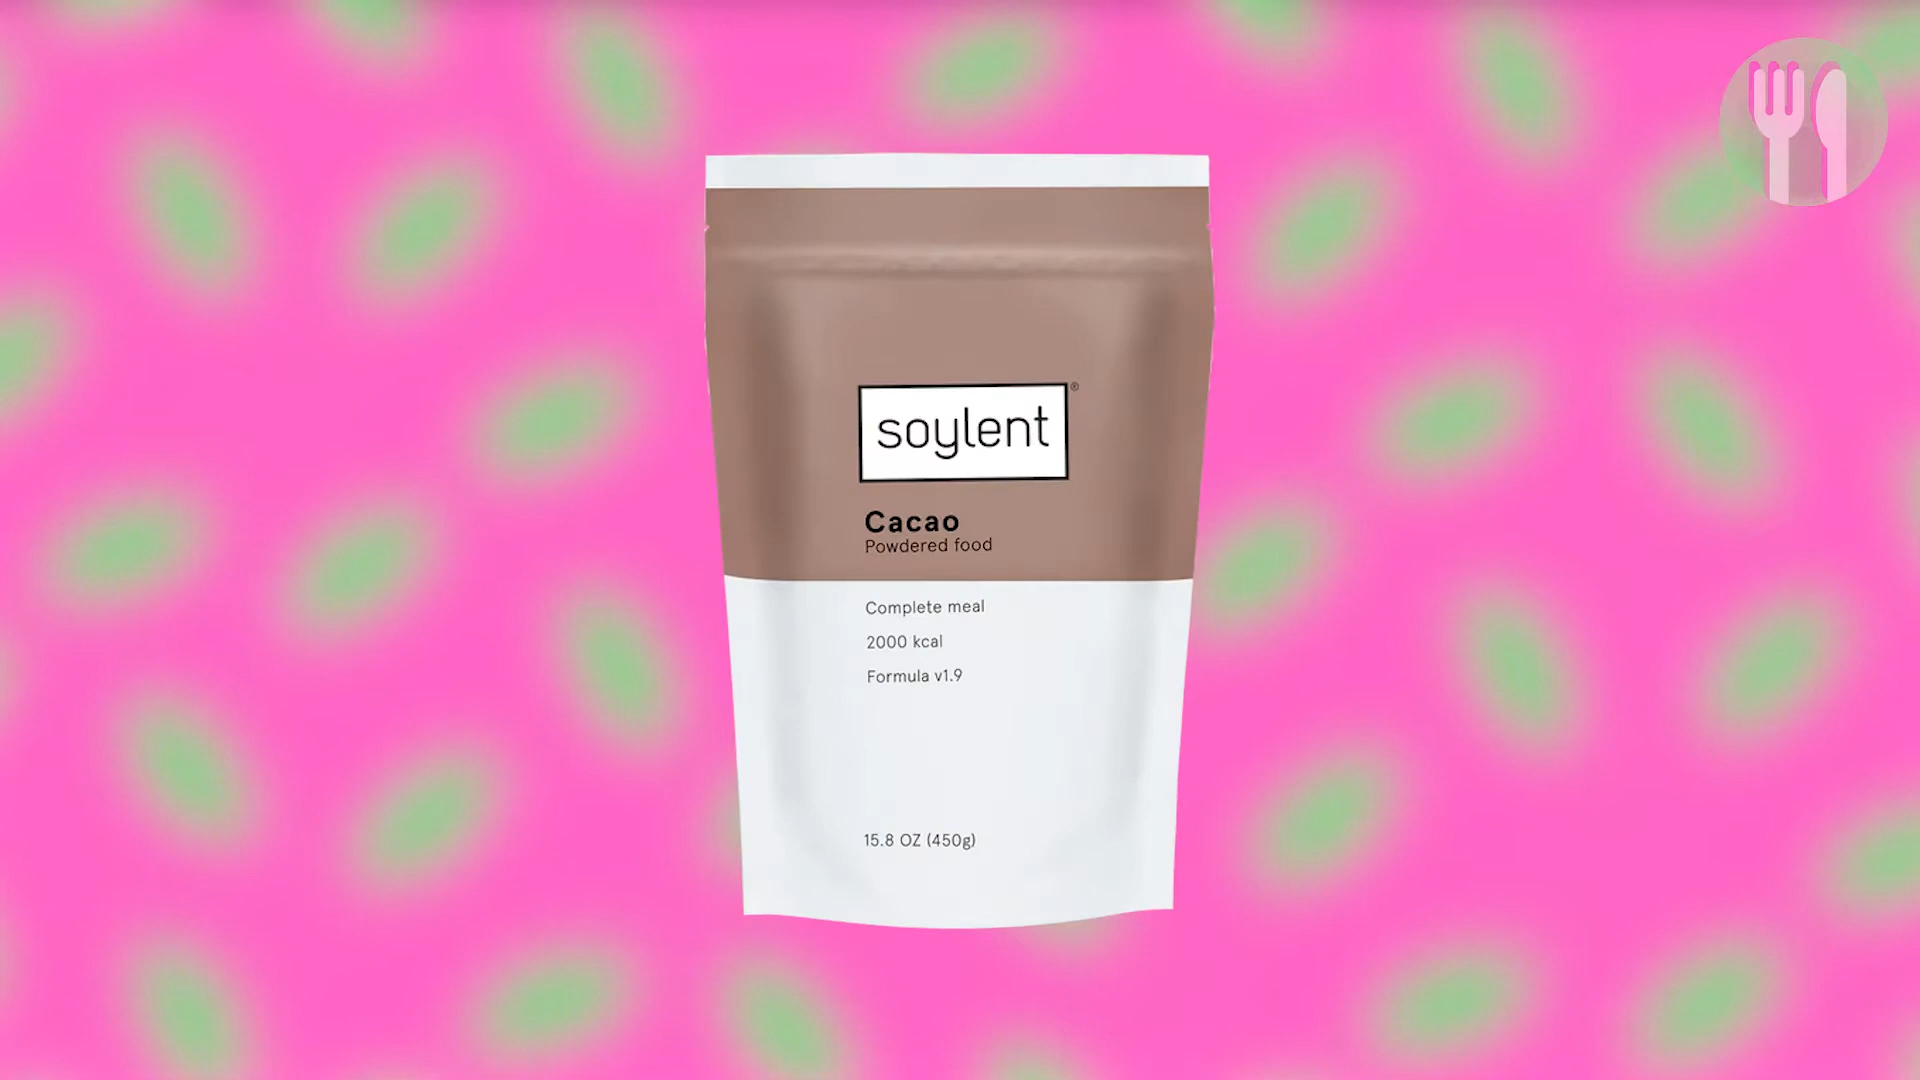 soylent®
Cacao
Powdered food
Complete meal
2000 kcal
Formula v1.9
15.8 OZ (450g)